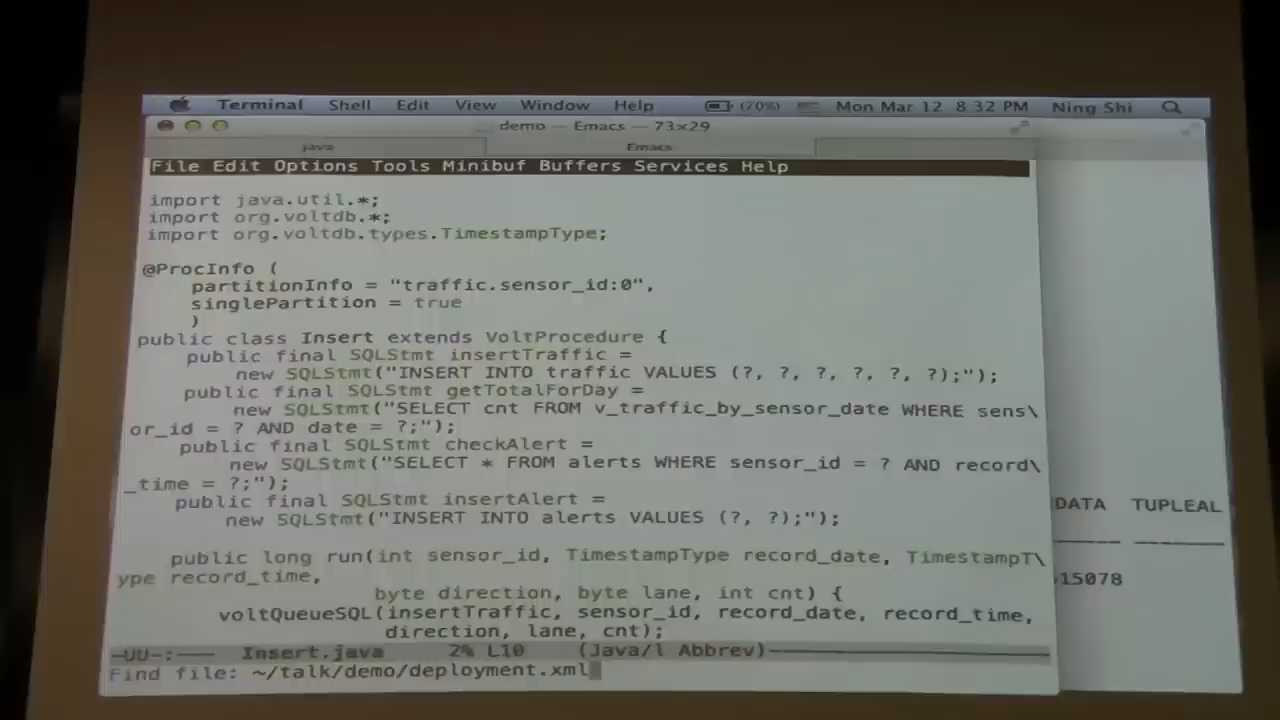 Terminal Shell Edit View Window Help (70%) Mon Mar 12 8:32 PM Ning Shi
demo — Emacs — 73×29
java Emacs
File Edit Options Tools Minibuf Buffers Services Help
import java.util.*;
import org.voltdb.*;
import org.voltdb.types.TimestampType;
@ProcInfo (
partitionInfo = "traffic.sensor_id:0",
singlePartition = true
)
public class Insert extends VoltProcedure {
public final SQLStmt insertTraffic =
new SQLStmt("INSERT INTO traffic VALUES (?, ?, ?, ?, ?, ?);");
public final SQLStmt getTotalForDay =
new SQLStmt("SELECT cnt FROM v_traffic_by_sensor_date WHERE sens\
or_id = ? AND date = ?;");
public final SQLStmt checkAlert =
new SQLStmt("SELECT * FROM alerts WHERE sensor_id = ? AND record\
_time = ?;");
public final SQLStmt insertAlert =
new SQLStmt("INSERT INTO alerts VALUES (?, ?);");
public long run(int sensor_id, TimestampType record_date, TimestampT\
ype record_time,
byte direction, byte lane, int cnt) {
voltQueueSQL(insertTraffic, sensor_id, record_date, record_time,
direction, lane, cnt);
-UU-:---- Insert.java 2% L10 (Java/l Abbrev)
Find file: ~/talk/demo/deployment.xml
DATA TUPLEAL
15078